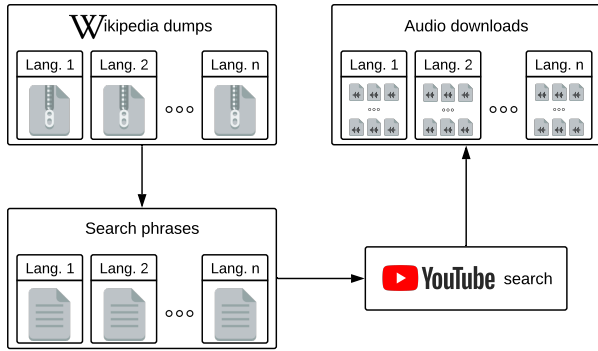 Wikipedia dumps
Lang. 1
Lang. 2
Lang. n
Audio downloads
Lang. 1
Lang. 2
Lang. n
Search phrases
Lang. 1
Lang. 2
Lang. n
YouTube search